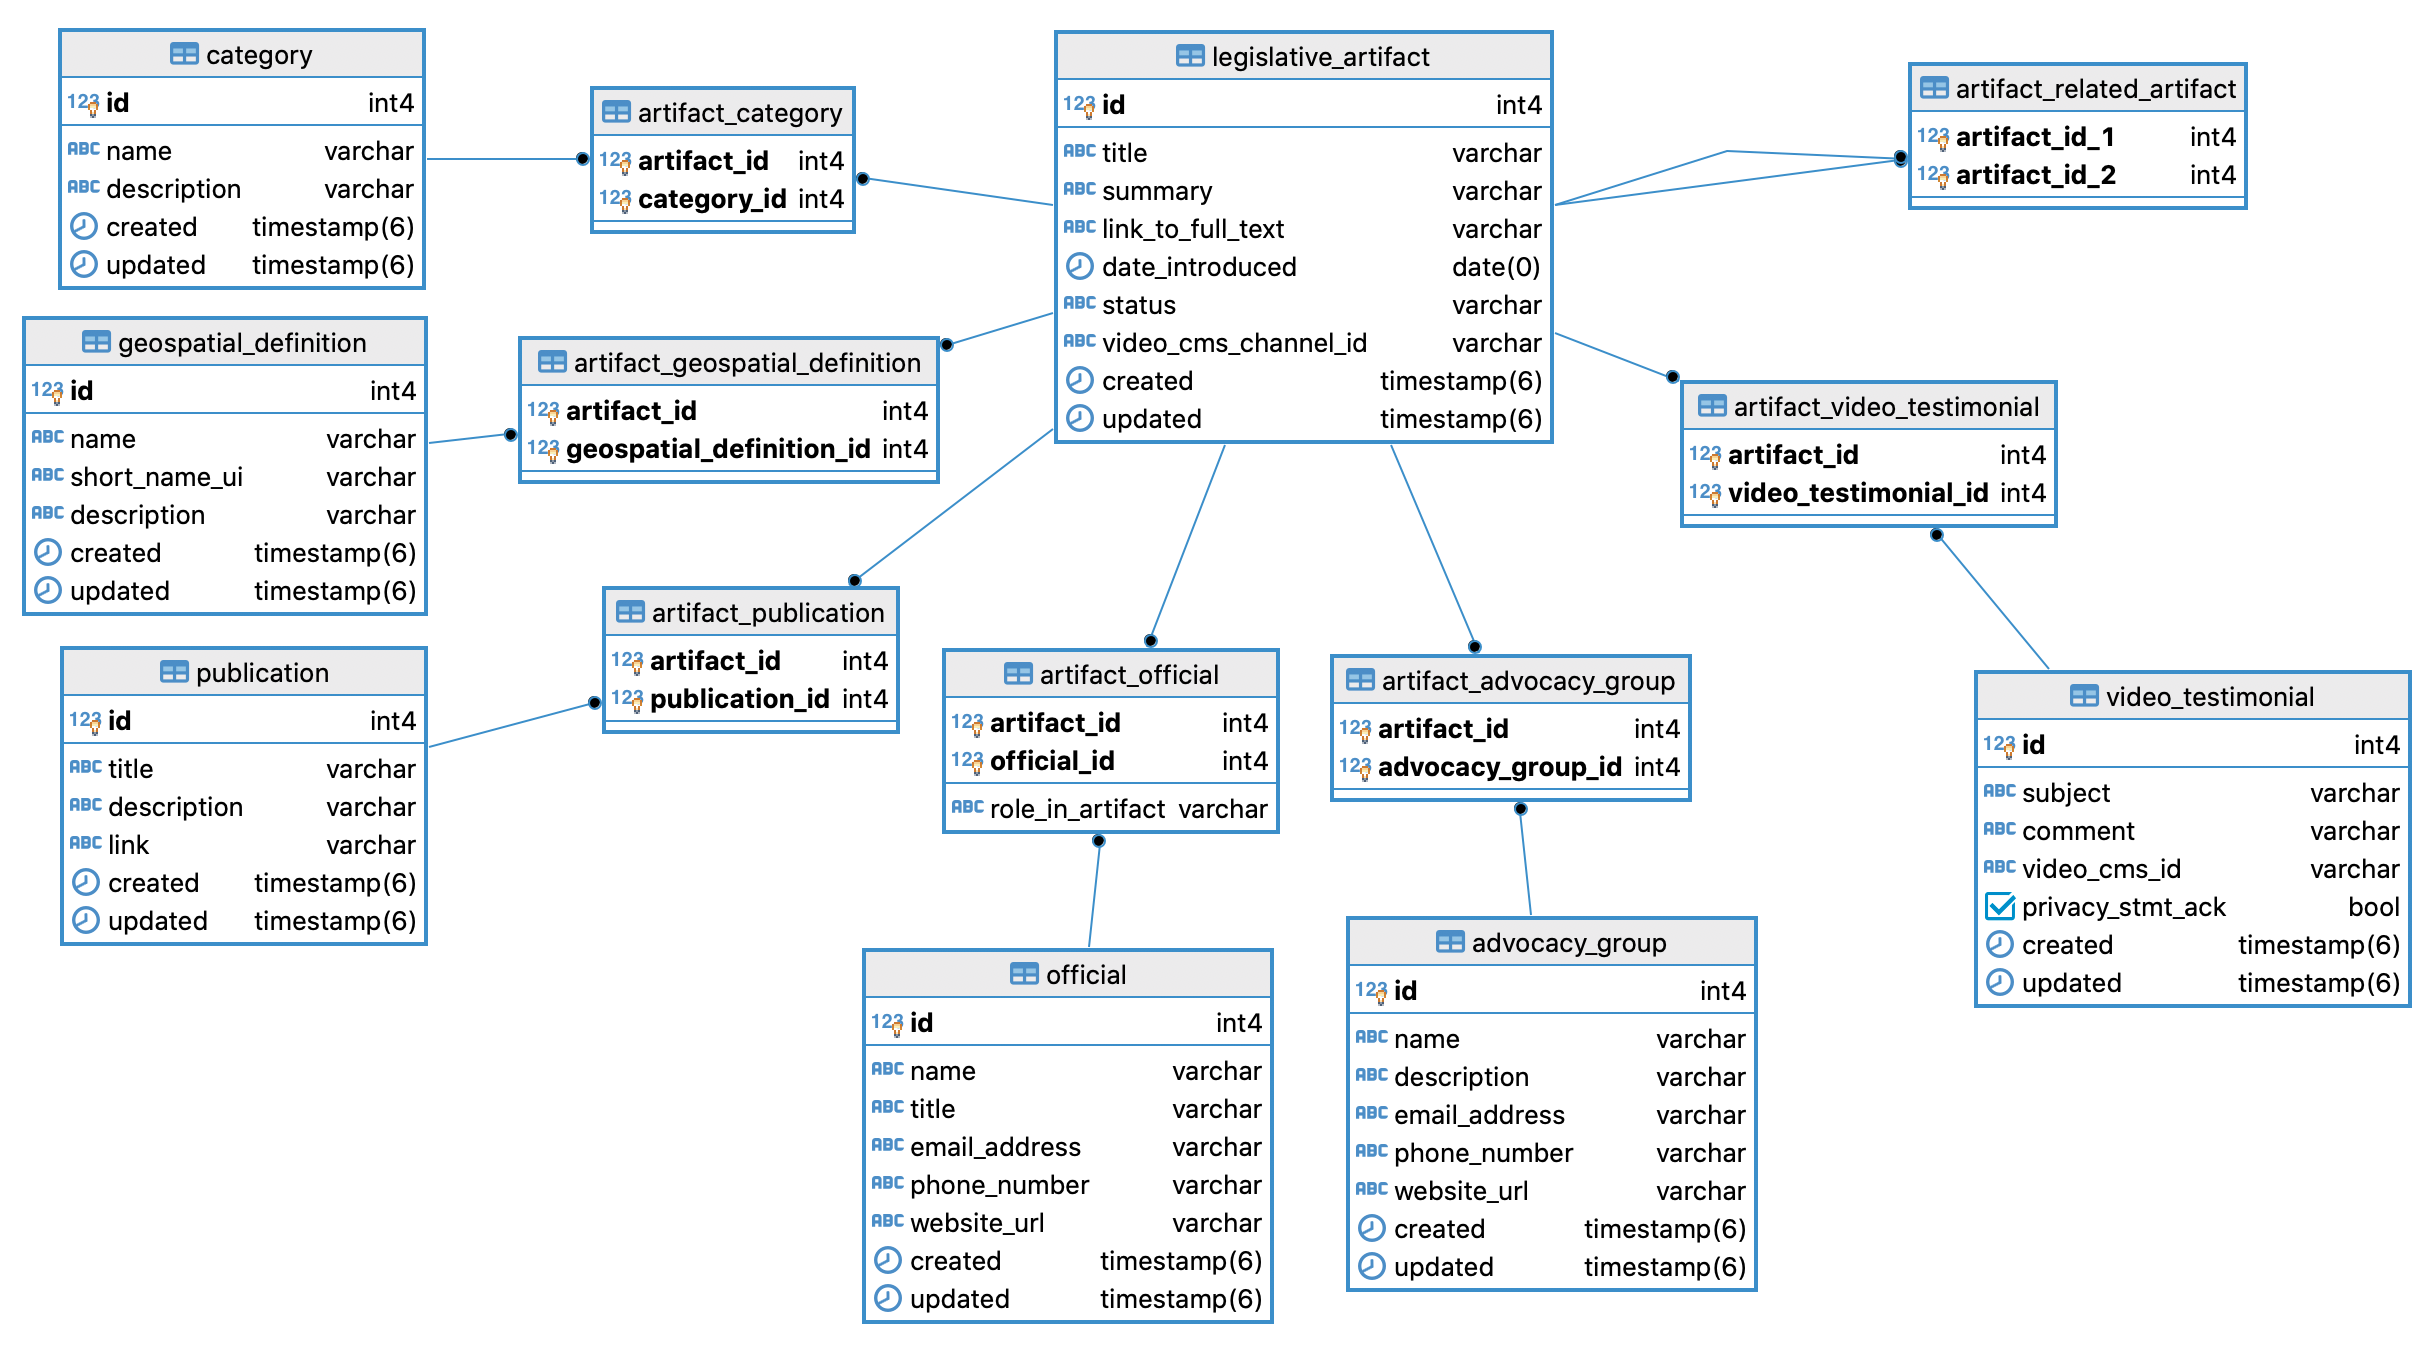 category
123 id int4
ABC name varchar
ABC description varchar
created timestamp(6)
updated timestamp(6)
artifact_category
123 artifact_id int4
123 category_id int4
legislative_artifact
123 id int4
ABC title varchar
ABC summary varchar
ABC link_to_full_text varchar
date_introduced date(0)
ABC status varchar
ABC video_cms_channel_id varchar
created timestamp(6)
updated timestamp(6)
artifact_related_artifact
123 artifact_id_1 int4
123 artifact_id_2 int4
geospatial_definition
123 id int4
ABC name varchar
ABC short_name_ui varchar
ABC description varchar
created timestamp(6)
updated timestamp(6)
artifact_geospatial_definition
123 artifact_id int4
123 geospatial_definition_id int4
artifact_video_testimonial
123 artifact_id int4
123 video_testimonial_id int4
publication
123 id int4
ABC title varchar
ABC description varchar
ABC link varchar
created timestamp(6)
updated timestamp(6)
artifact_publication
123 artifact_id int4
123 publication_id int4
artifact_official
123 artifact_id int4
123 official_id int4
ABC role_in_artifact varchar
artifact_advocacy_group
123 artifact_id int4
123 advocacy_group_id int4
video_testimonial
123 id int4
ABC subject varchar
ABC comment varchar
ABC video_cms_id varchar
privacy_stmt_ack bool
created timestamp(6)
updated timestamp(6)
official
123 id int4
ABC name varchar
ABC title varchar
ABC email_address varchar
ABC phone_number varchar
ABC website_url varchar
created timestamp(6)
updated timestamp(6)
advocacy_group
123 id int4
ABC name varchar
ABC description varchar
ABC email_address varchar
ABC phone_number varchar
ABC website_url varchar
created timestamp(6)
updated timestamp(6)